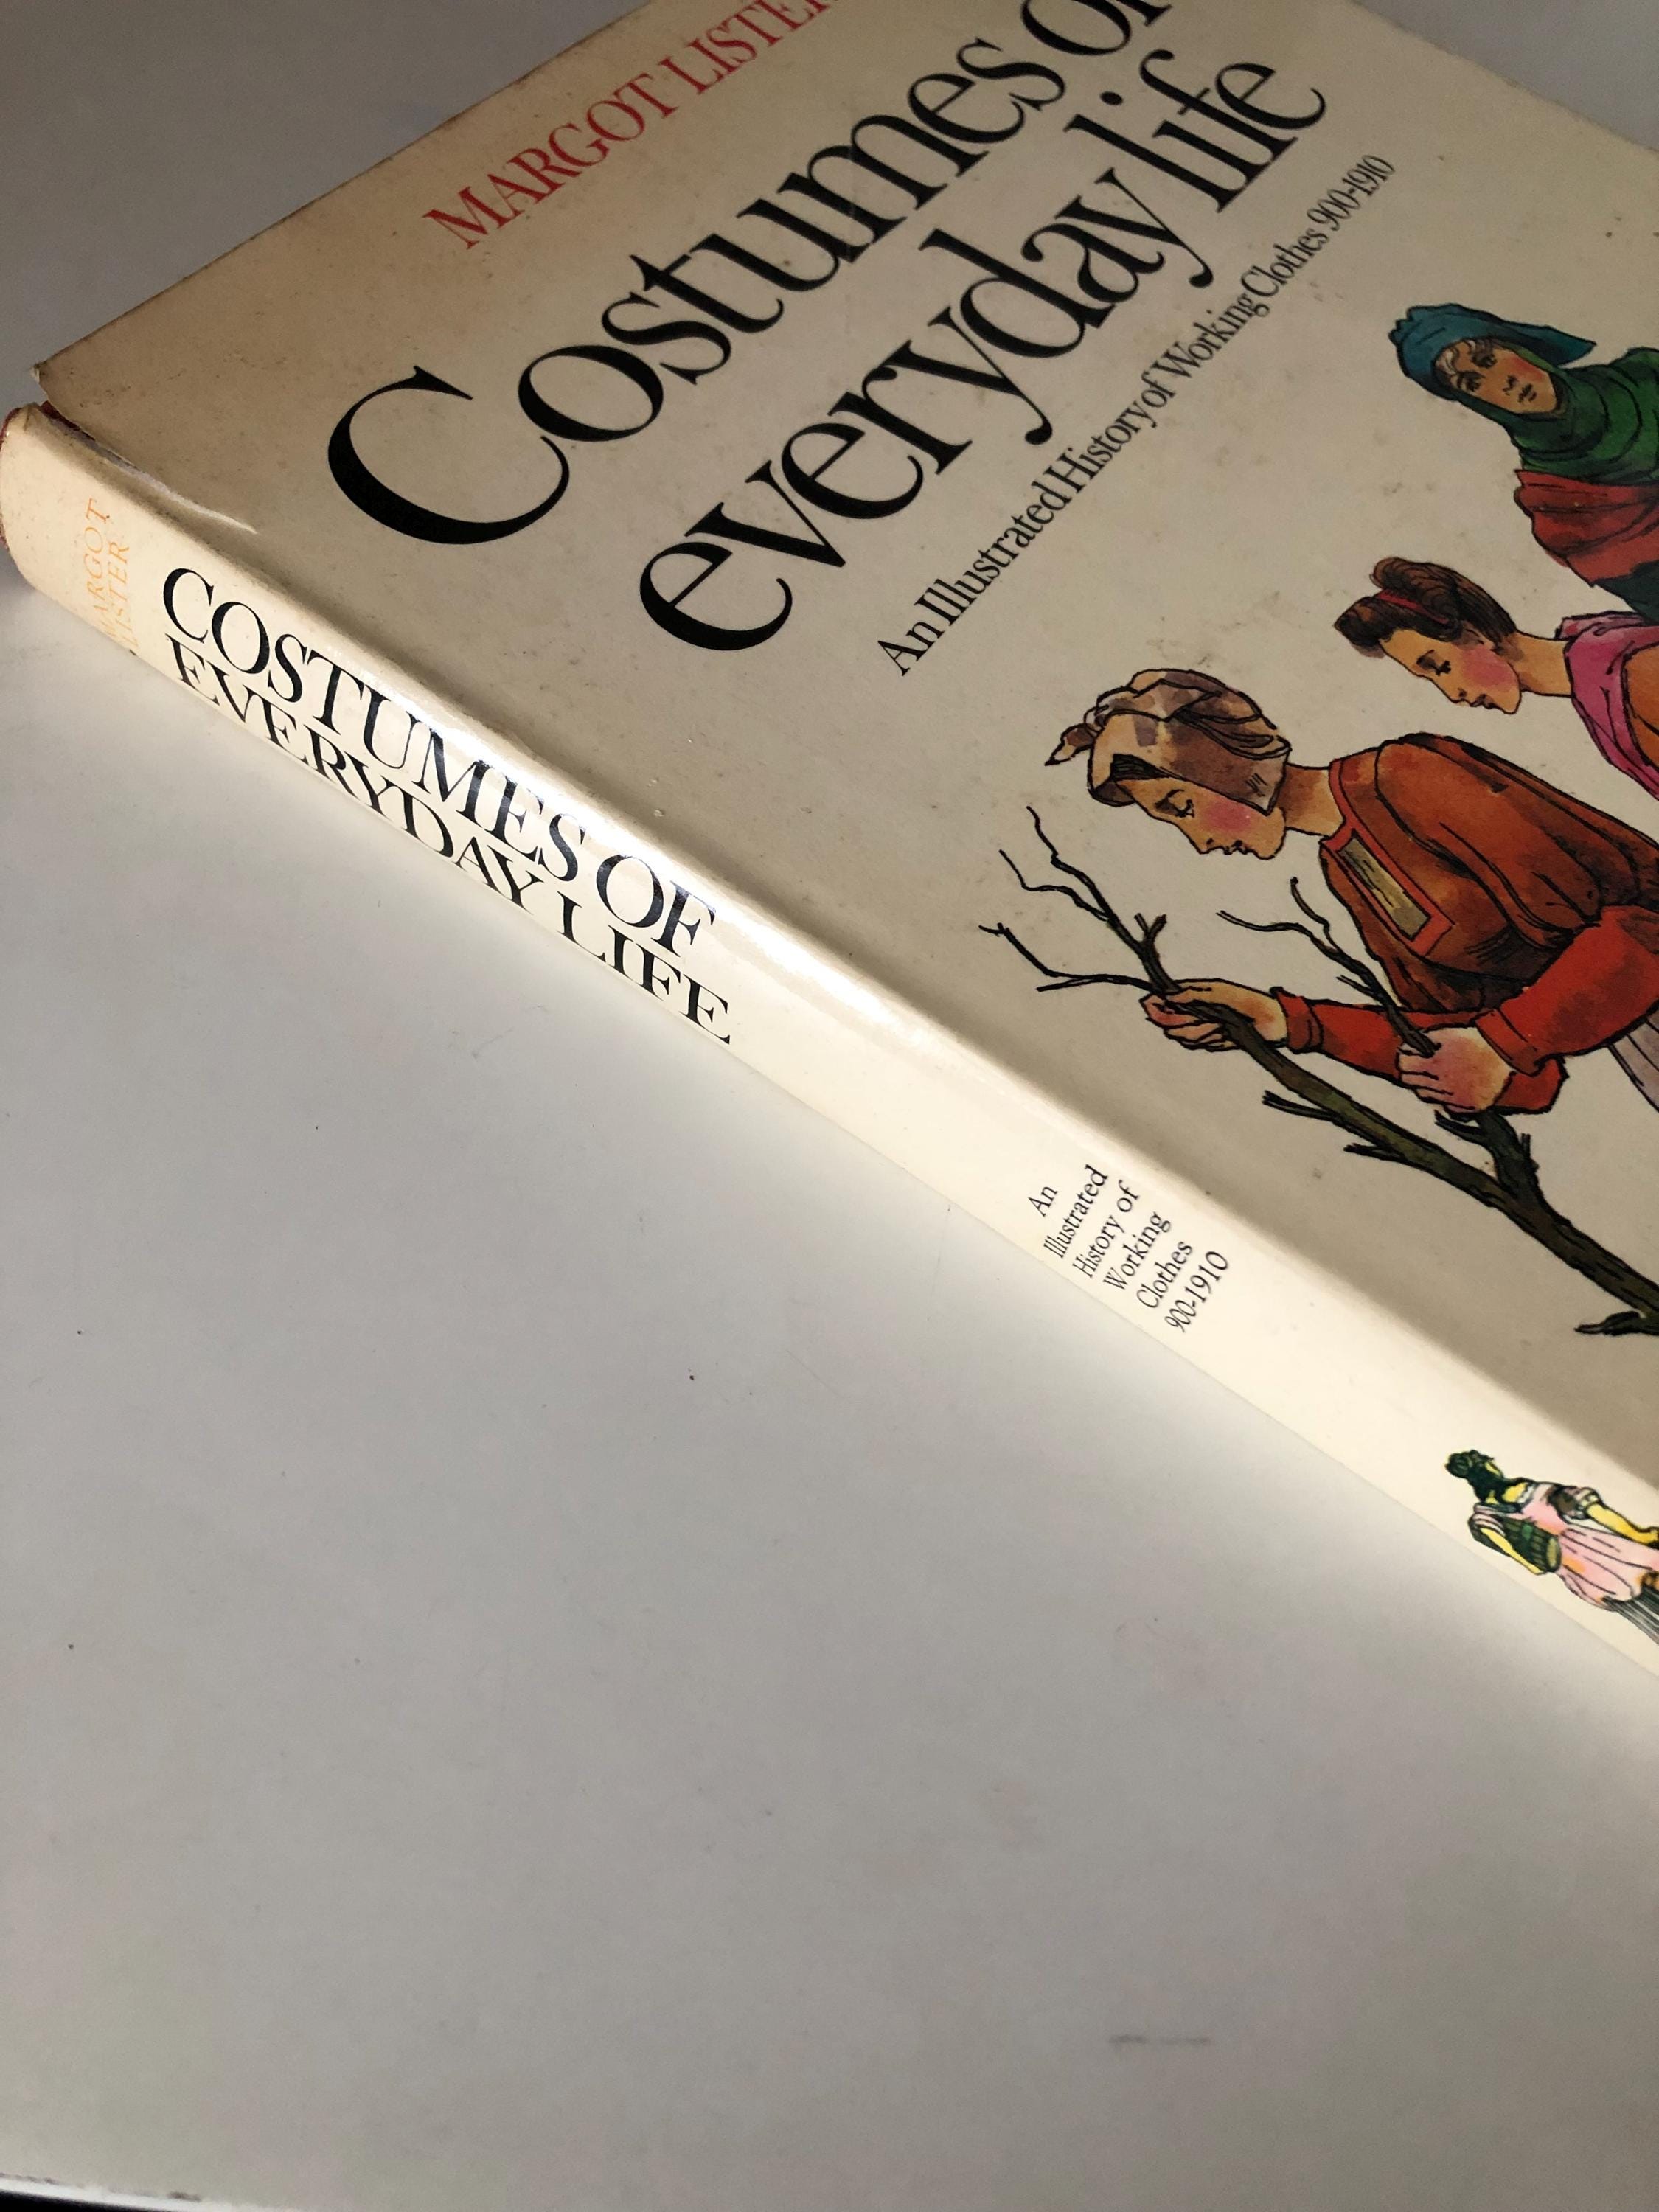 MARGOT LISTER
Costumes of
everyday life
An Illustrated History of Working Clothes 900-1910
MARGOT
LISTER
COSTUMES OF
EVERYDAY LIFE
An
Illustrated
History of
Working
Clothes
900-1910